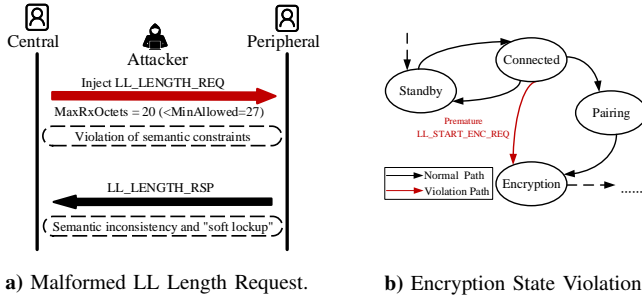 Central
Attacker
Peripheral
Inject LL_LENGTH_REQ
MaxRxOctets = 20 (<MinAllowed=27)
Violation of semantic constraints
LL_LENGTH_RSP
Semantic inconsistency and "soft lockup"
a) Malformed LL Length Request.
Standby
Connected
Pairing
Premature
LL_START_ENC_REQ
Encryption
Normal Path
Violation Path
......
b) Encryption State Violation